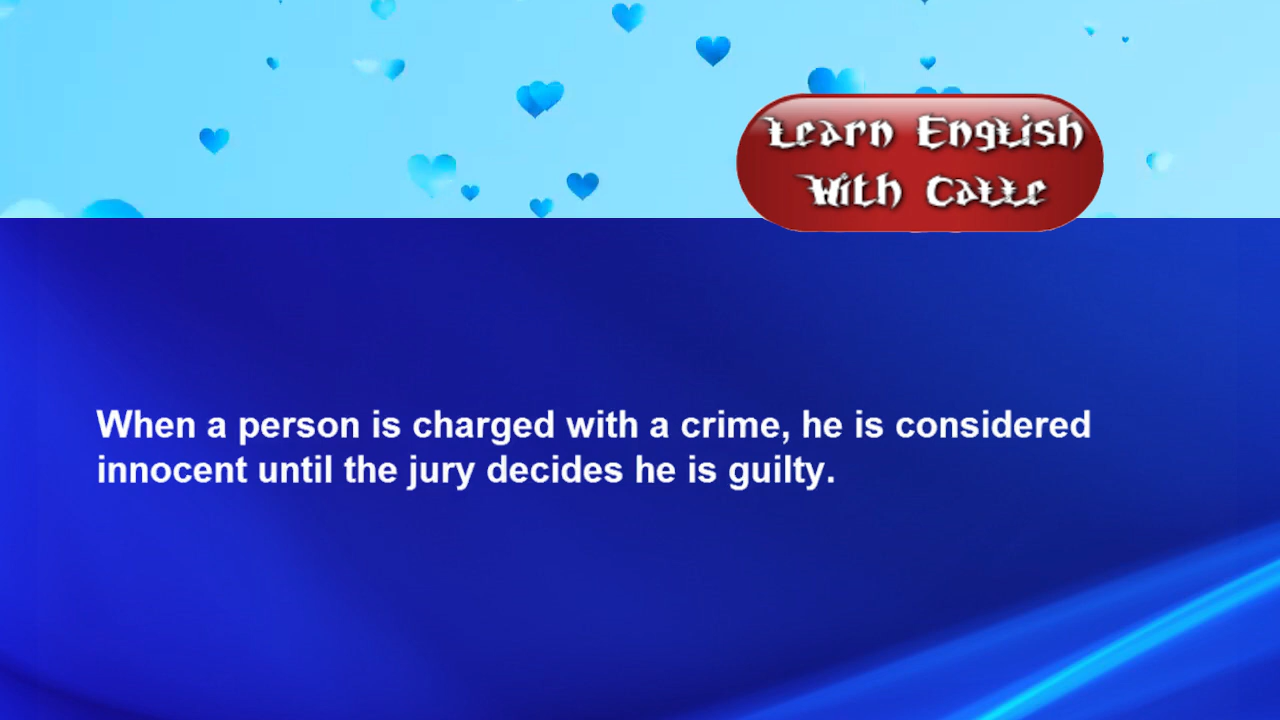 Learn English
With Calle
When a person is charged with a crime, he is considered
innocent until the jury decides he is guilty.